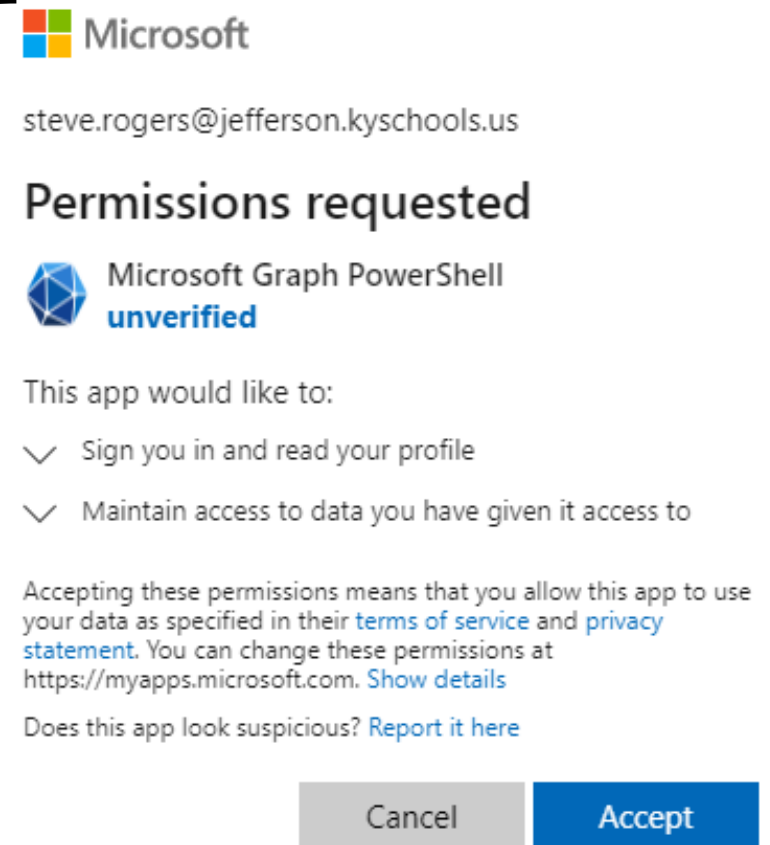 Microsoft
steve.rogers@jefferson.kyschools.us
Permissions requested
Microsoft Graph PowerShell
unverified
This app would like to:
Sign you in and read your profile
Maintain access to data you have given it access to
Accepting these permissions means that you allow this app to use
your data as specified in their terms of service and privacy
statement. You can change these permissions at
https://myapps.microsoft.com. Show details
Does this app look suspicious? Report it here
Cancel Accept